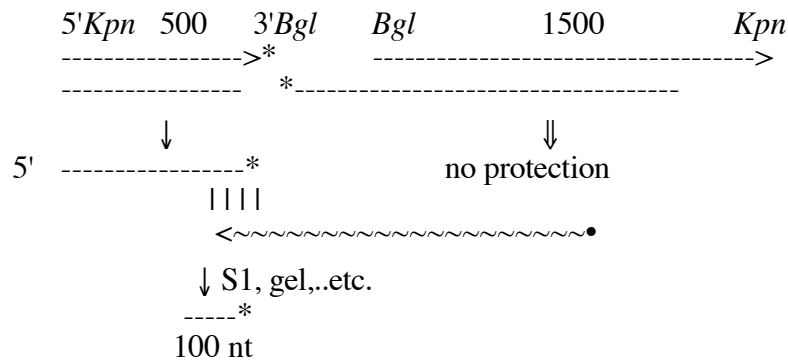 5'Kpn 500 3'Bgl Bgl 1500 Kpn
----------------->* ------------------------------------>
----------------- *------------------------------------
↓ ⇓
5' -----------------* no protection
||||
<~~~~~~~~~~~~~~~~~~~~•
↓ S1, gel,..etc.
-----*
100 nt